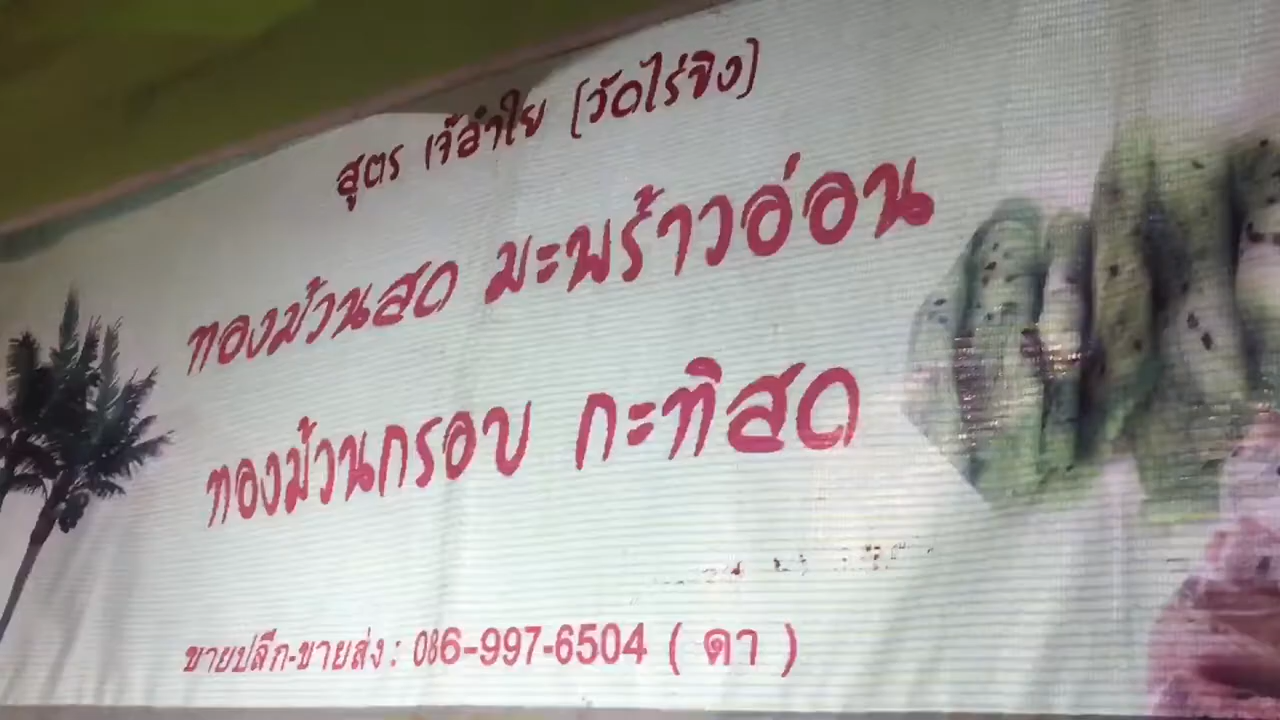 สูตร เจ๊ลำใย (วัดไร่ขิง)
ทองม้วนสด มะพร้าวอ่อน
ทองม้วนกรอบ กะทิสด
ขายปลีก-ขายส่ง : 086-997-6504 ( ดา )